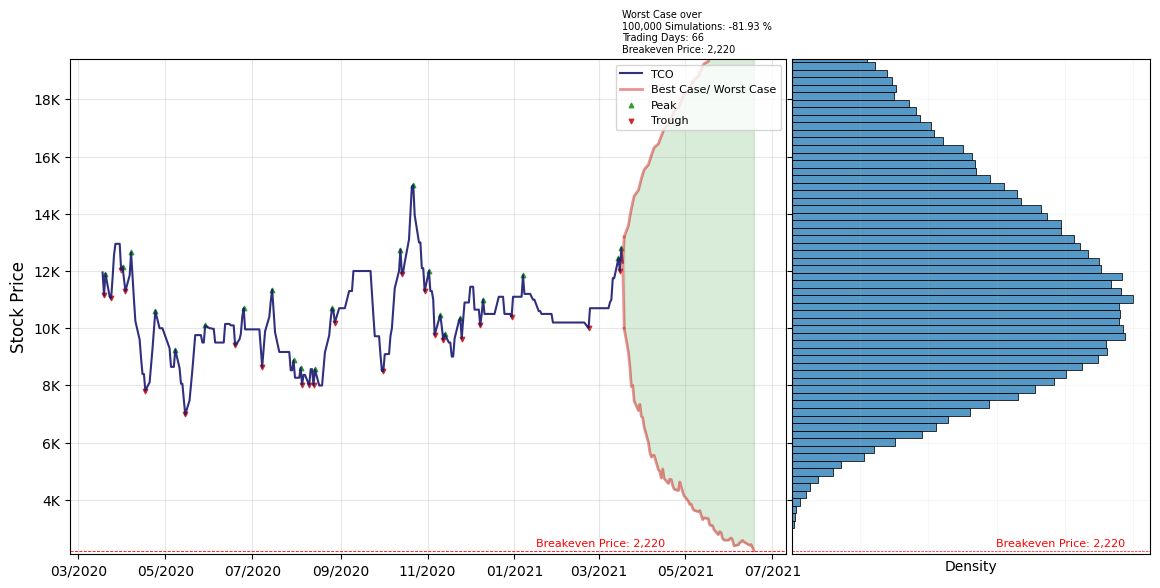 Worst Case over
100,000 Simulations: -81.93 %
Trading Days: 66
Breakeven Price: 2,220
TCO
Best Case/ Worst Case
Peak
Trough
Stock Price
18K
16K
14K
12K
10K
8K
6K
4K
Breakeven Price: 2,220
Breakeven Price: 2,220
03/2020
05/2020
07/2020
09/2020
11/2020
01/2021
03/2021
05/2021
07/2021
Density